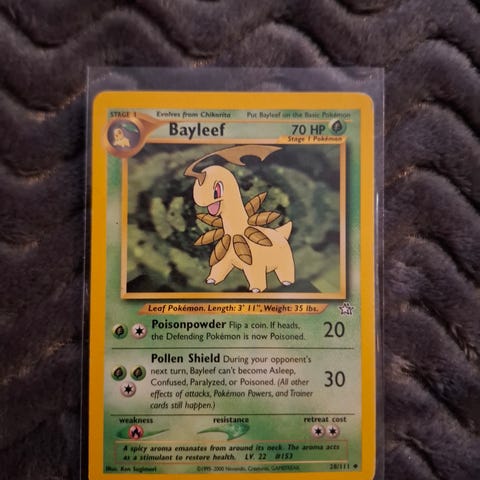 STAGE 1 Evolves from Chikorita Put Bayleef on the Basic Pokémon
Bayleef 70 HP
Stage 1 Pokémon
Leaf Pokémon. Length: 3' 11", Weight: 35 lbs.
Poisonpowder Flip a coin. If heads, 20
the Defending Pokémon is now Poisoned.
Pollen Shield During your opponent's
next turn, Bayleef can't become Asleep, 30
Confused, Paralyzed, or Poisoned. (All other
effects of attacks, Pokémon Powers, and Trainer
cards still happen.)
weakness resistance retreat cost
A spicy aroma emanates from around its neck. The aroma acts
as a stimulant to restore health. LV. 22 #153
Illus. Ken Sugimori ©1995-2000 Nintendo, Creatures, GAMEFREAK. 28/111